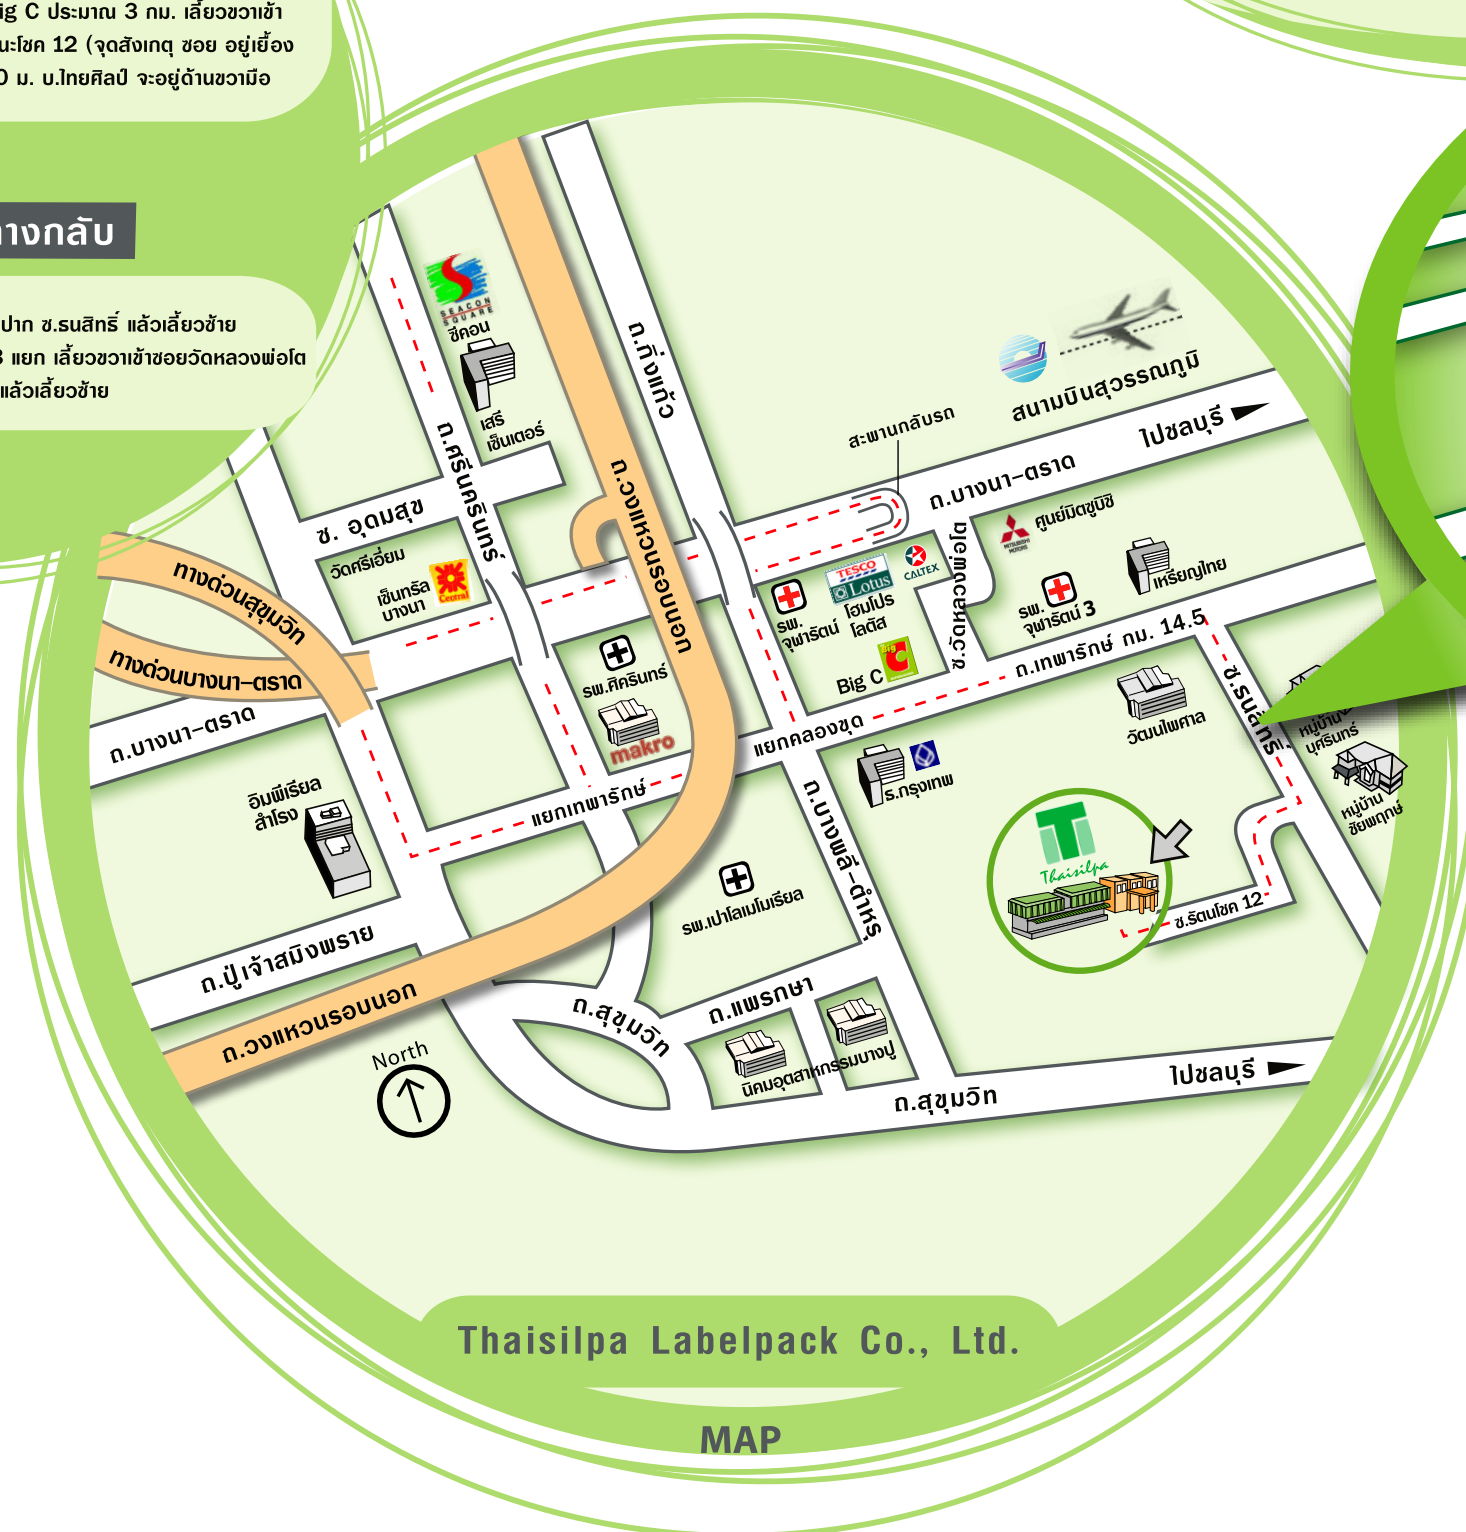 ig C ประมาณ 3 กม. เลี้ยวขวาเข้า
นะโชค 12 (จุดสังเกตุ ซอย อยู่เยื้อง
0 ม. บ.ไทยศิลป์ จะอยู่ด้านขวามือ
างกลับ
ปาก ซ.ธนสิทธิ์ แล้วเลี้ยวซ้าย
3 แยก เลี้ยวขวาเข้าซอยวัดหลวงพ่อโต
แล้วเลี้ยวซ้าย
SEACON
SQUARE
ซีคอน
เสรี
เซ็นเตอร์
ถ.กิ่งแก้ว
สนามบินสุวรรณภูมิ
สะพานกลับรถ
ไปชลบุรี
ถ.บางนา-ตราด
ถ.ศรีนครินทร์
ถ.วงแหวนรอบนอก
ซ. อุดมสุข
วัดศรีเอี่ยม
เซ็นทรัล
บางนา
Central
ซ.วัดหลวงพ่อโต
MITSUBISHI
MOTORS
ศูนย์มิตซูบิชิ
เหรียญไทย
รพ.
จุฬารัตน์ 3
TESCO
Lotus
CALTEX
โฮมโปร
โลตัส
รพ.
จุฬารัตน์
Big C
Big C
ทางด่วนสุขุมวิท
ทางด่วนบางนา-ตราด
ถ.บางนา-ตราด
รพ.ศิครินทร์
makro
ถ.เทพารักษ์ กม. 14.5
แยกคลองขุด
วัฒนไพศาล
ซ.ธนสิทธิ์
หมู่บ้าน
บุศรินทร์
หมู่บ้าน
ชัยพฤกษ์
ธ.กรุงเทพ
อิมพีเรียล
สำโรง
แยกเทพารักษ์
ถ.บางพลี-ตำหรุ
Thaisilpa
ซ.รัตนโชค 12
รพ.เปาโลเมโมเรียล
ถ.ปู่เจ้าสมิงพราย
ถ.วงแหวนรอบนอก
ถ.สุขุมวิท
ถ.แพรกษา
นิคมอุตสาหกรรมบางปู
North
ถ.สุขุมวิท
ไปชลบุรี
Thaisilpa Labelpack Co., Ltd.
MAP